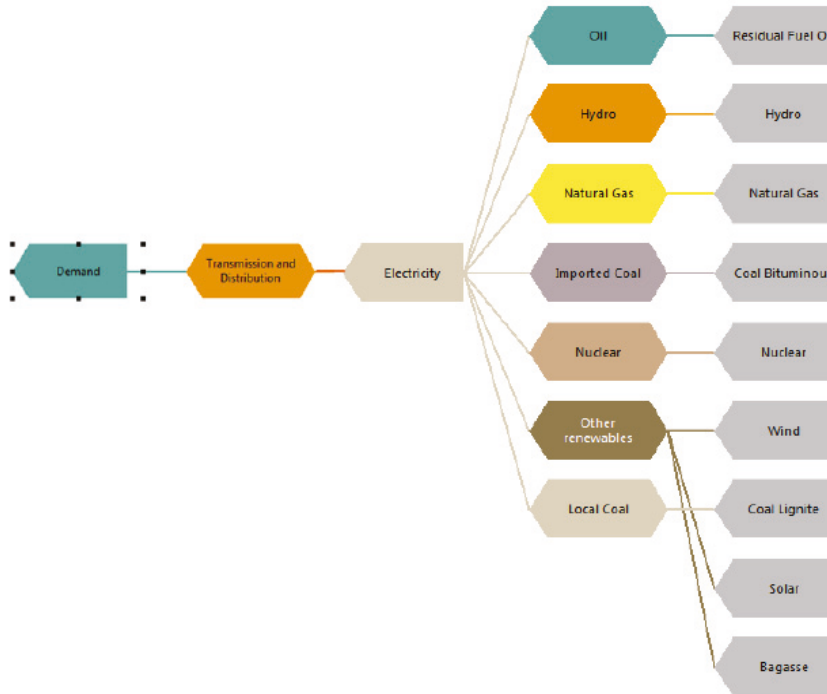 Oil
Residual Fuel O
Hydro
Hydro
Natural Gas
Natural Gas
Demand
Transmission and
Distribution
Electricity
Imported Coal
Coal Bituminou
Nuclear
Nuclear
Other
renewables
Wind
Local Coal
Coal Lignite
Solar
Bagasse